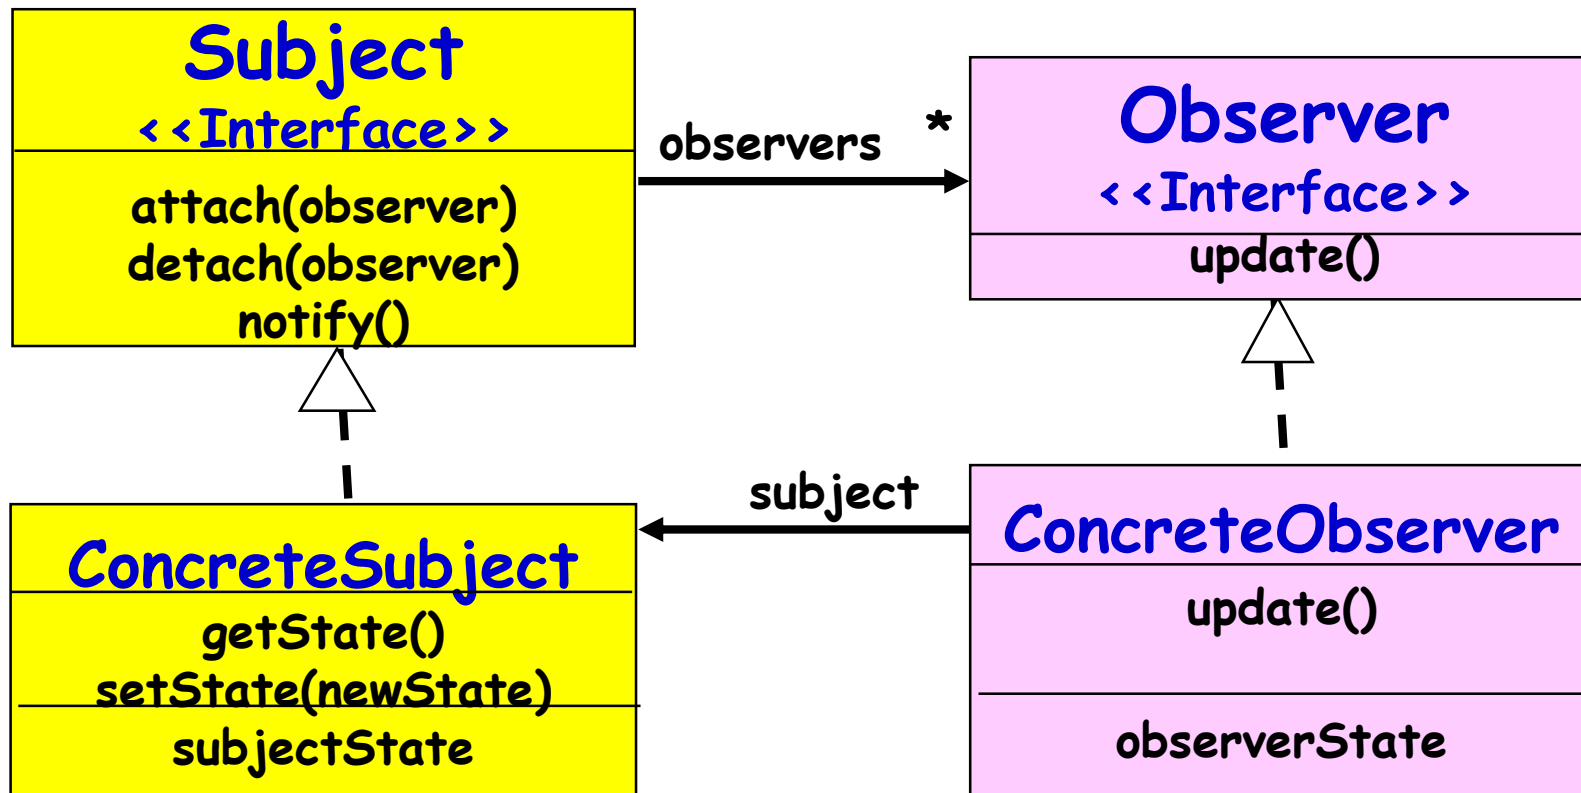 Subject
<<Interface>>
attach(observer)
detach(observer)
notify()
observers *
Observer
<<Interface>>
update()
ConcreteSubject
getState()
setState(newState)
subjectState
subject
ConcreteObserver
update()
observerState